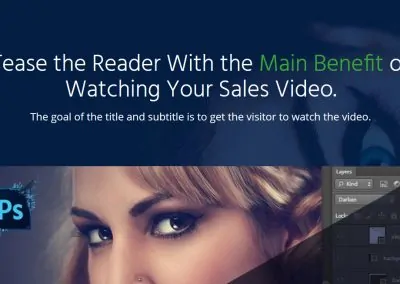 Tease the Reader With the Main Benefit o
Watching Your Sales Video.
The goal of the title and subtitle is to get the visitor to watch the video.
Ps
Layers
Kind
Darken
Lock